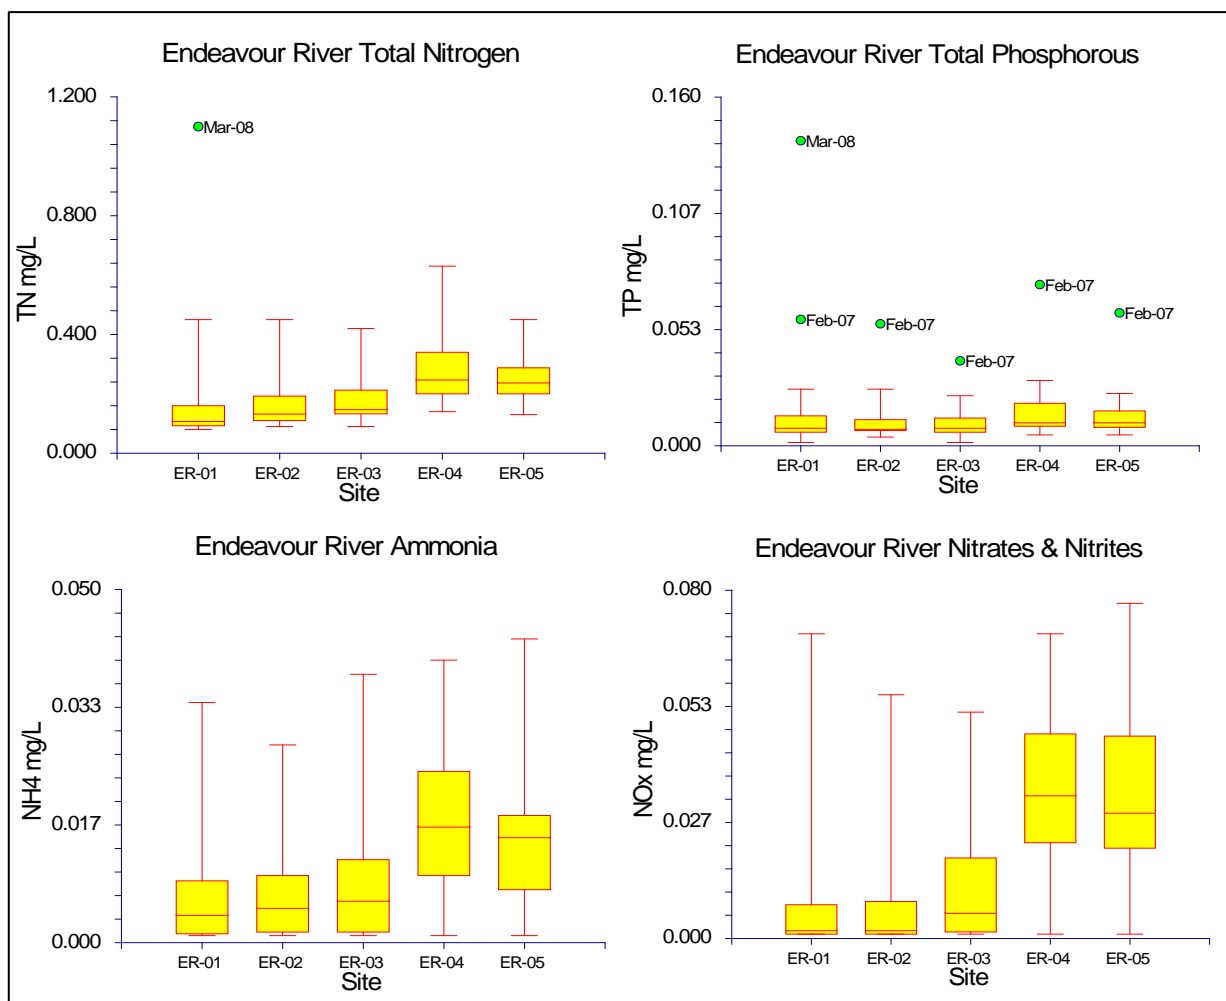 Endeavour River Total Nitrogen
1.200
0.800
0.400
0.000
TN mg/L
Mar-08
ER-01 ER-02 ER-03 ER-04 ER-05
Site
Endeavour River Total Phosphorous
0.160
0.107
0.053
0.000
TP mg/L
Mar-08
Feb-07
Feb-07
Feb-07
Feb-07
Feb-07
ER-01 ER-02 ER-03 ER-04 ER-05
Site
Endeavour River Ammonia
0.050
0.033
0.017
0.000
NH4 mg/L
ER-01 ER-02 ER-03 ER-04 ER-05
Site
Endeavour River Nitrates & Nitrites
0.080
0.053
0.027
0.000
NOx mg/L
ER-01 ER-02 ER-03 ER-04 ER-05
Site